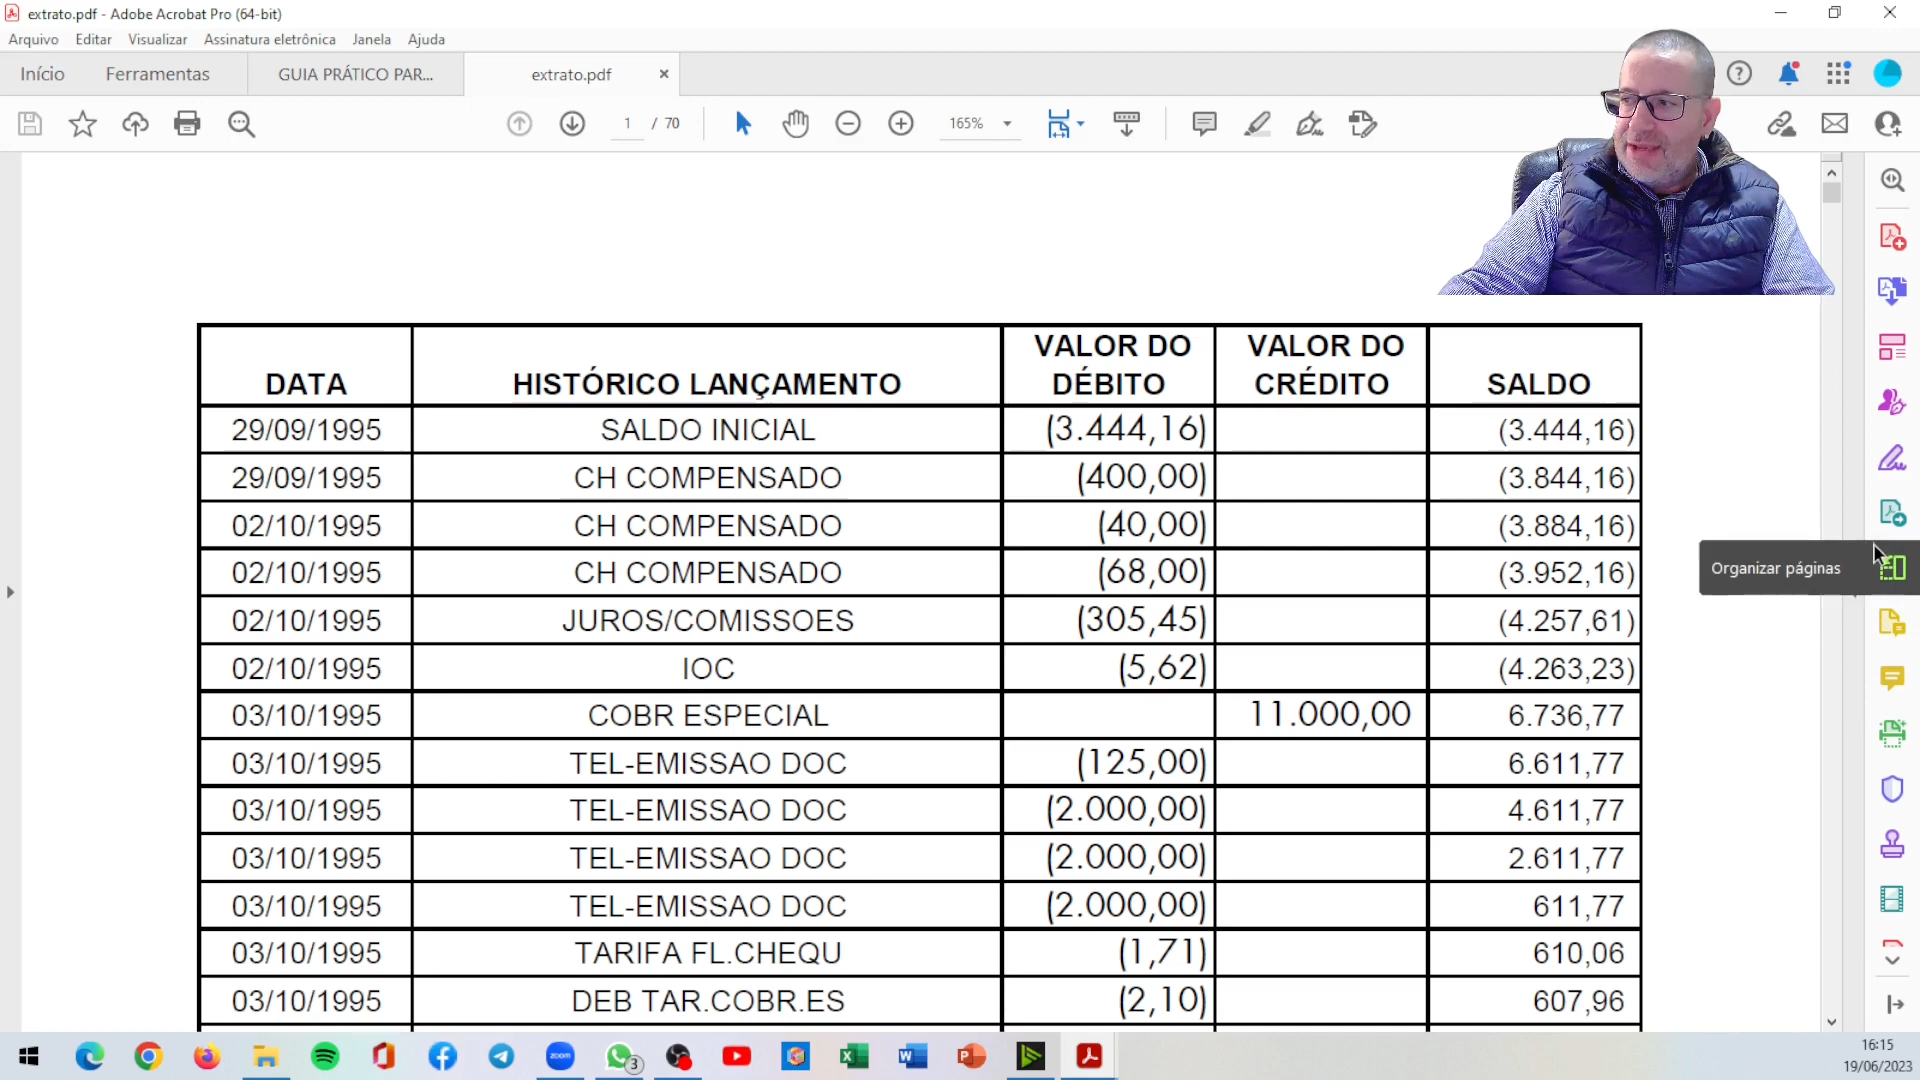 extrato.pdf - Adobe Acrobat Pro (64-bit)
Arquivo Editar Visualizar Assinatura eletrônica Janela Ajuda
Início Ferramentas GUIA PRÁTICO PAR... extrato.pdf
1 / 70 165%
DATA HISTÓRICO LANÇAMENTO VALOR DO DÉBITO VALOR DO CRÉDITO SALDO
29/09/1995 SALDO INICIAL (3.444,16) (3.444,16)
29/09/1995 CH COMPENSADO (400,00) (3.844,16)
02/10/1995 CH COMPENSADO (40,00) (3.884,16)
02/10/1995 CH COMPENSADO (68,00) (3.952,16)
Organizar páginas
02/10/1995 JUROS/COMISSOES (305,45) (4.257,61)
02/10/1995 IOC (5,62) (4.263,23)
03/10/1995 COBR ESPECIAL 11.000,00 6.736,77
03/10/1995 TEL-EMISSAO DOC (125,00) 6.611,77
03/10/1995 TEL-EMISSAO DOC (2.000,00) 4.611,77
03/10/1995 TEL-EMISSAO DOC (2.000,00) 2.611,77
03/10/1995 TEL-EMISSAO DOC (2.000,00) 611,77
03/10/1995 TARIFA FL.CHEQU (1,71) 610,06
03/10/1995 DEB TAR.COBR.ES (2,10) 607,96
zoom 3
16:15
19/06/2023